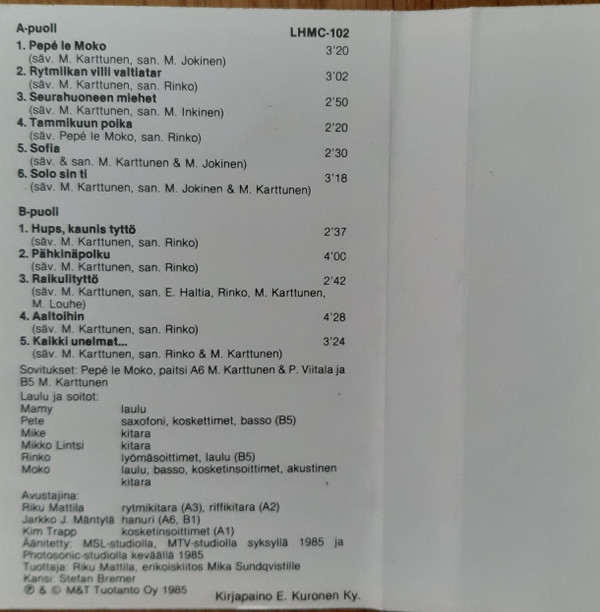 A-puoli LHMC-102
1. Pepé le Moko 3'20
(säv. M. Karttunen, san. M. Jokinen)
2. Rytmiikan villi valtiatar 3'02
(säv. M. Karttunen, san. Rinko)
3. Seurahuoneen miehet 2'50
(säv. M. Karttunen, san. M. Inkinen)
4. Tammikuun polka 2'20
(säv. Pepé le Moko, san. Rinko)
5. Sofia 2'30
(säv. & san. M. Karttunen & M. Jokinen)
6. Solo sin ti 3'18
(säv. M. Karttunen, san. M. Jokinen & M. Karttunen)
B-puoli
1. Hups, kaunis tyttö 2'37
(säv. M. Karttunen, san. Rinko)
2. Pähkinäpolku 4'00
(säv. M. Karttunen, san. Rinko)
3. Raikulityttö 2'42
(säv. M. Karttunen, san. E. Haltia, Rinko, M. Karttunen,
M. Louhe)
4. Aaltoihin 4'28
(säv. M. Karttunen, san. Rinko)
5. Kaikki unelmat... 3'24
(säv. M. Karttunen, san. Rinko & M. Karttunen)
Sovitukset: Pepé le Moko, paitsi A6 M. Karttunen & P. Viitala ja
B5 M. Karttunen
Laulu ja soitot:
Mamy laulu
Pete saxofoni, koskettimet, basso (B5)
Mike kitara
Mikko Lintsi kitara
Rinko lyömäsoittimet, laulu (B5)
Moko laulu, basso, kosketinsoittimet, akustinen
kitara
Avustajina:
Riku Mattila rytmikitara (A3), riffikitara (A2)
Jarkko J. Mäntylä hanuri (A6, B1)
Kim Trapp kosketinsoittimet (A1)
Äänitetty: MSL-studiolla, MTV-studiolla syksyllä 1985 ja
Photosonic-studiolla keväällä 1985
Tuottaja: Riku Mattila, erikoiskiitos Mika Sundqvistille
Kansi: Stefan Bremer
℗ & © M&T Tuotanto Oy 1985
Kirjapaino E. Kuronen Ky.